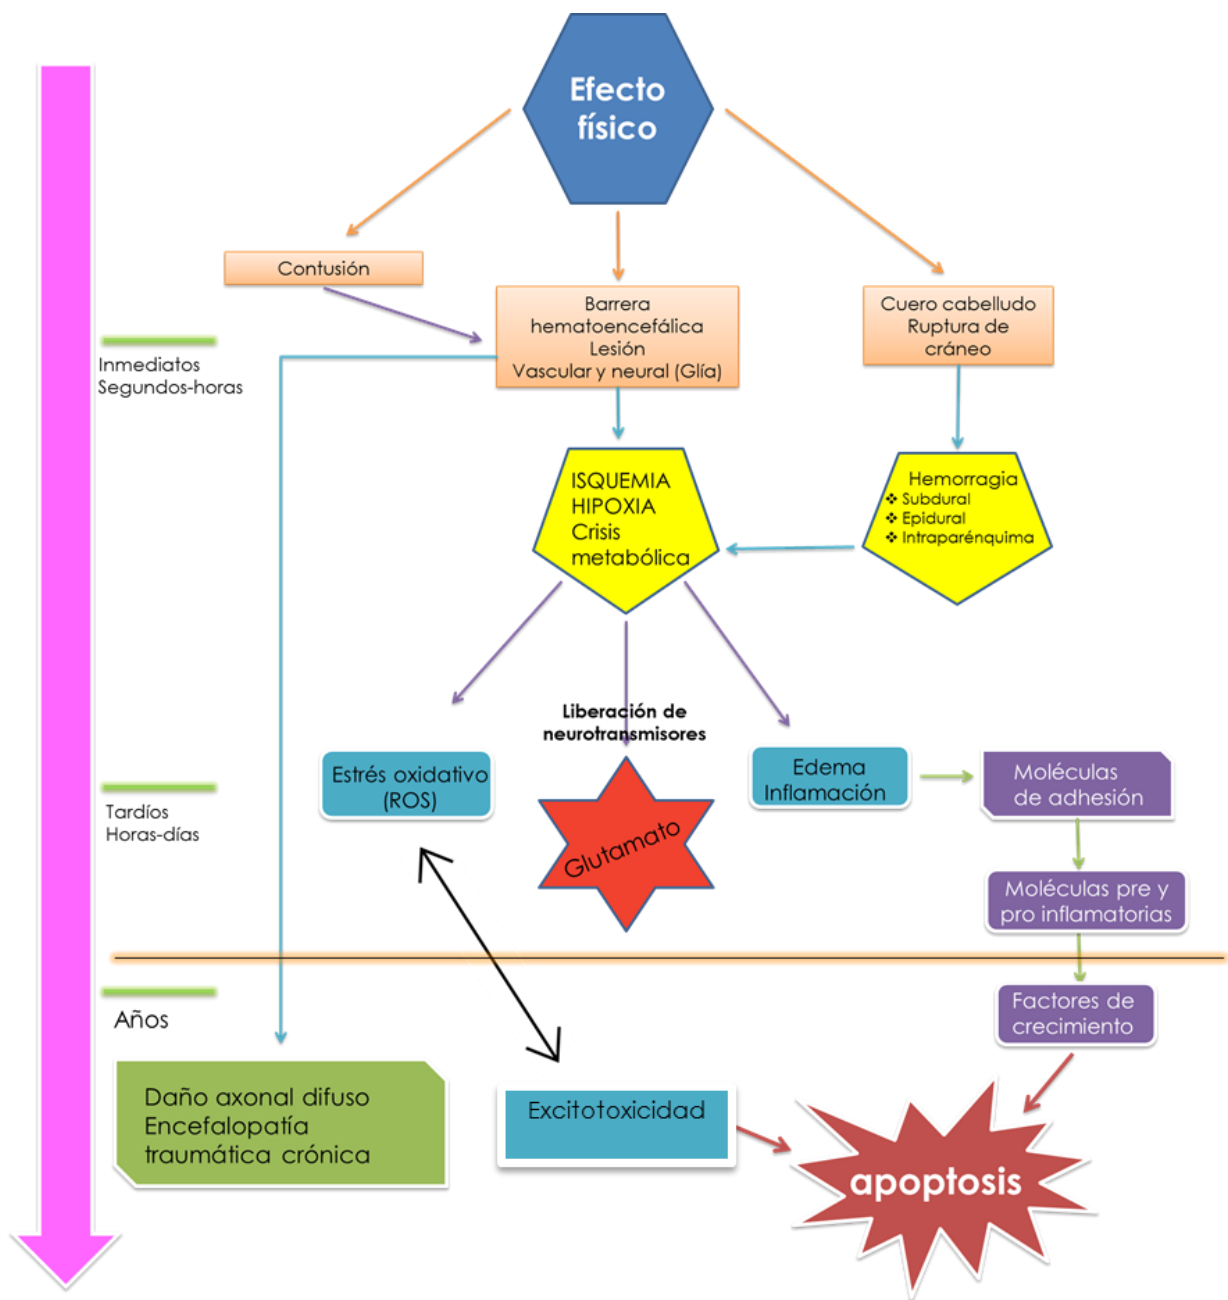 Efecto
físico
Contusión
Barrera
hematoencefálica
Lesión
Vascular y neural (Glía)
Cuero cabelludo
Ruptura de
cráneo
Inmediatos
Segundos-horas
ISQUEMIA
HIPOXIA
Crisis
metabólica
Hemorragia
❖ Subdural
❖ Epidural
❖ Intraparénquima
Liberación de
neurotransmisores
Estrés oxidativo
(ROS)
Glutamato
Edema
Inflamación
Moléculas
de adhesión
Tardíos
Horas-días
Moléculas pre y
pro inflamatorias
Años
Factores de
crecimiento
Daño axonal difuso
Encefalopatía
traumática crónica
Excitotoxicidad
apoptosis